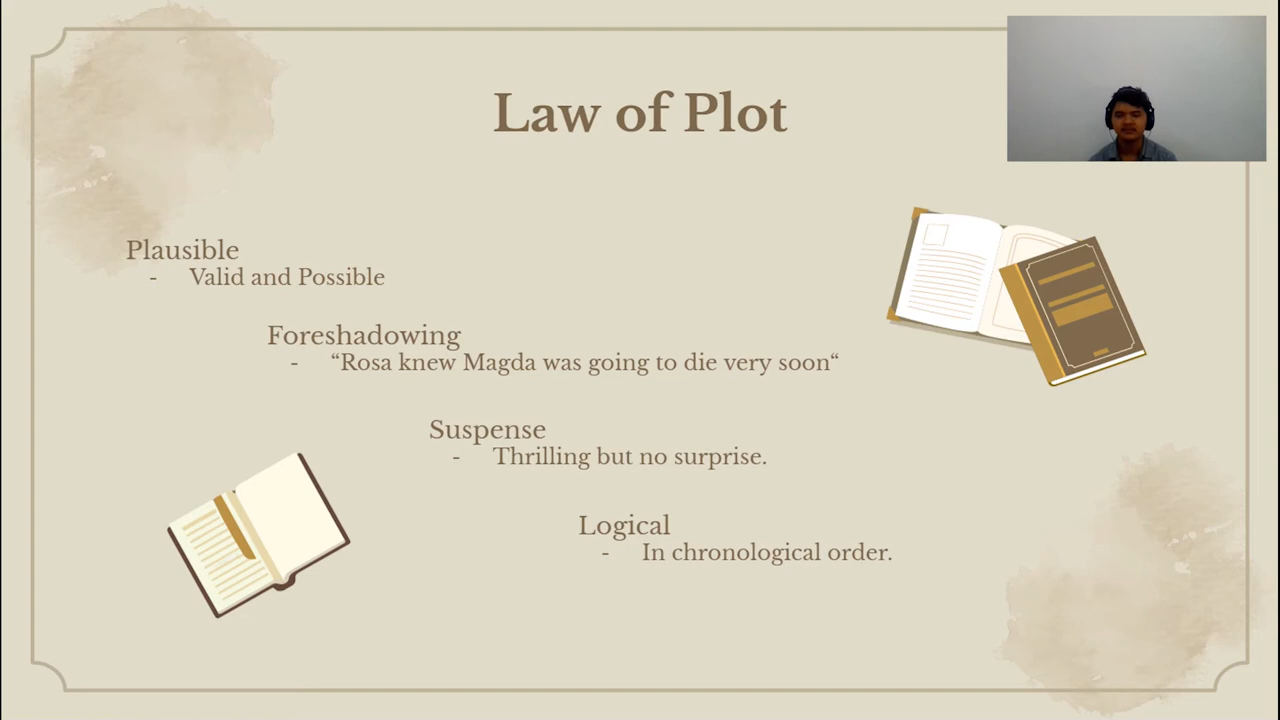 Law of Plot
Plausible
- Valid and Possible
Foreshadowing
- “Rosa knew Magda was going to die very soon“
Suspense
- Thrilling but no surprise.
Logical
- In chronological order.